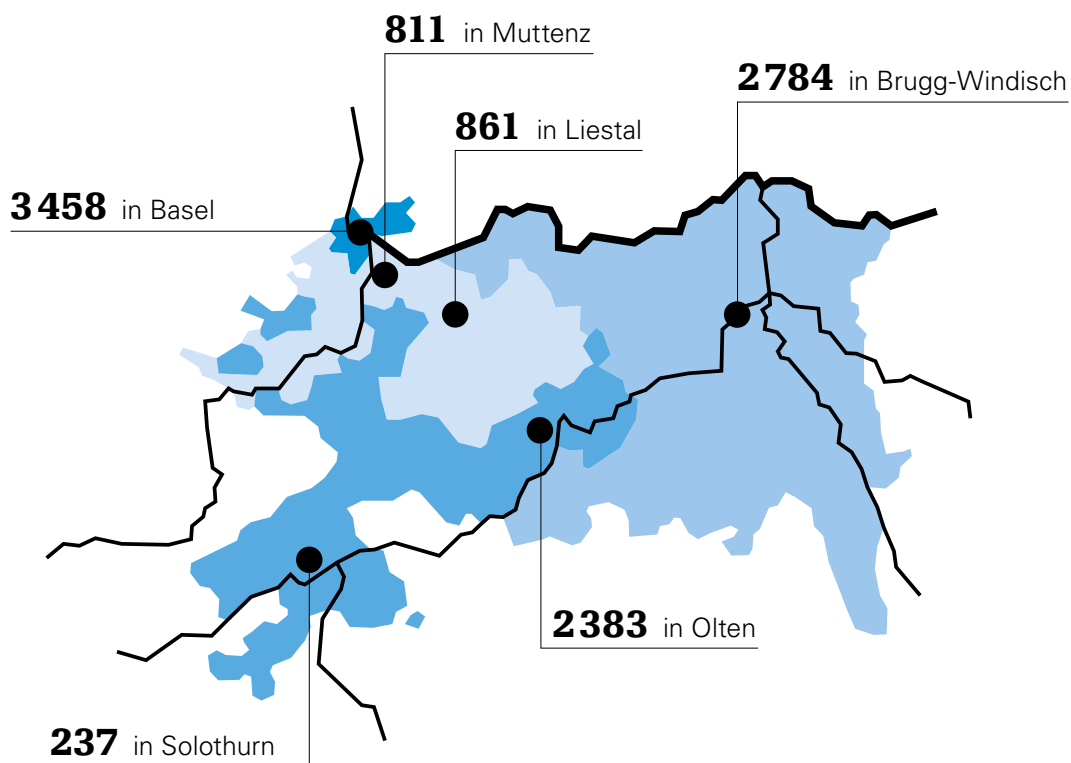 811 in Muttenz
2784 in Brugg-Windisch
861 in Liestal
3458 in Basel
2383 in Olten
237 in Solothurn